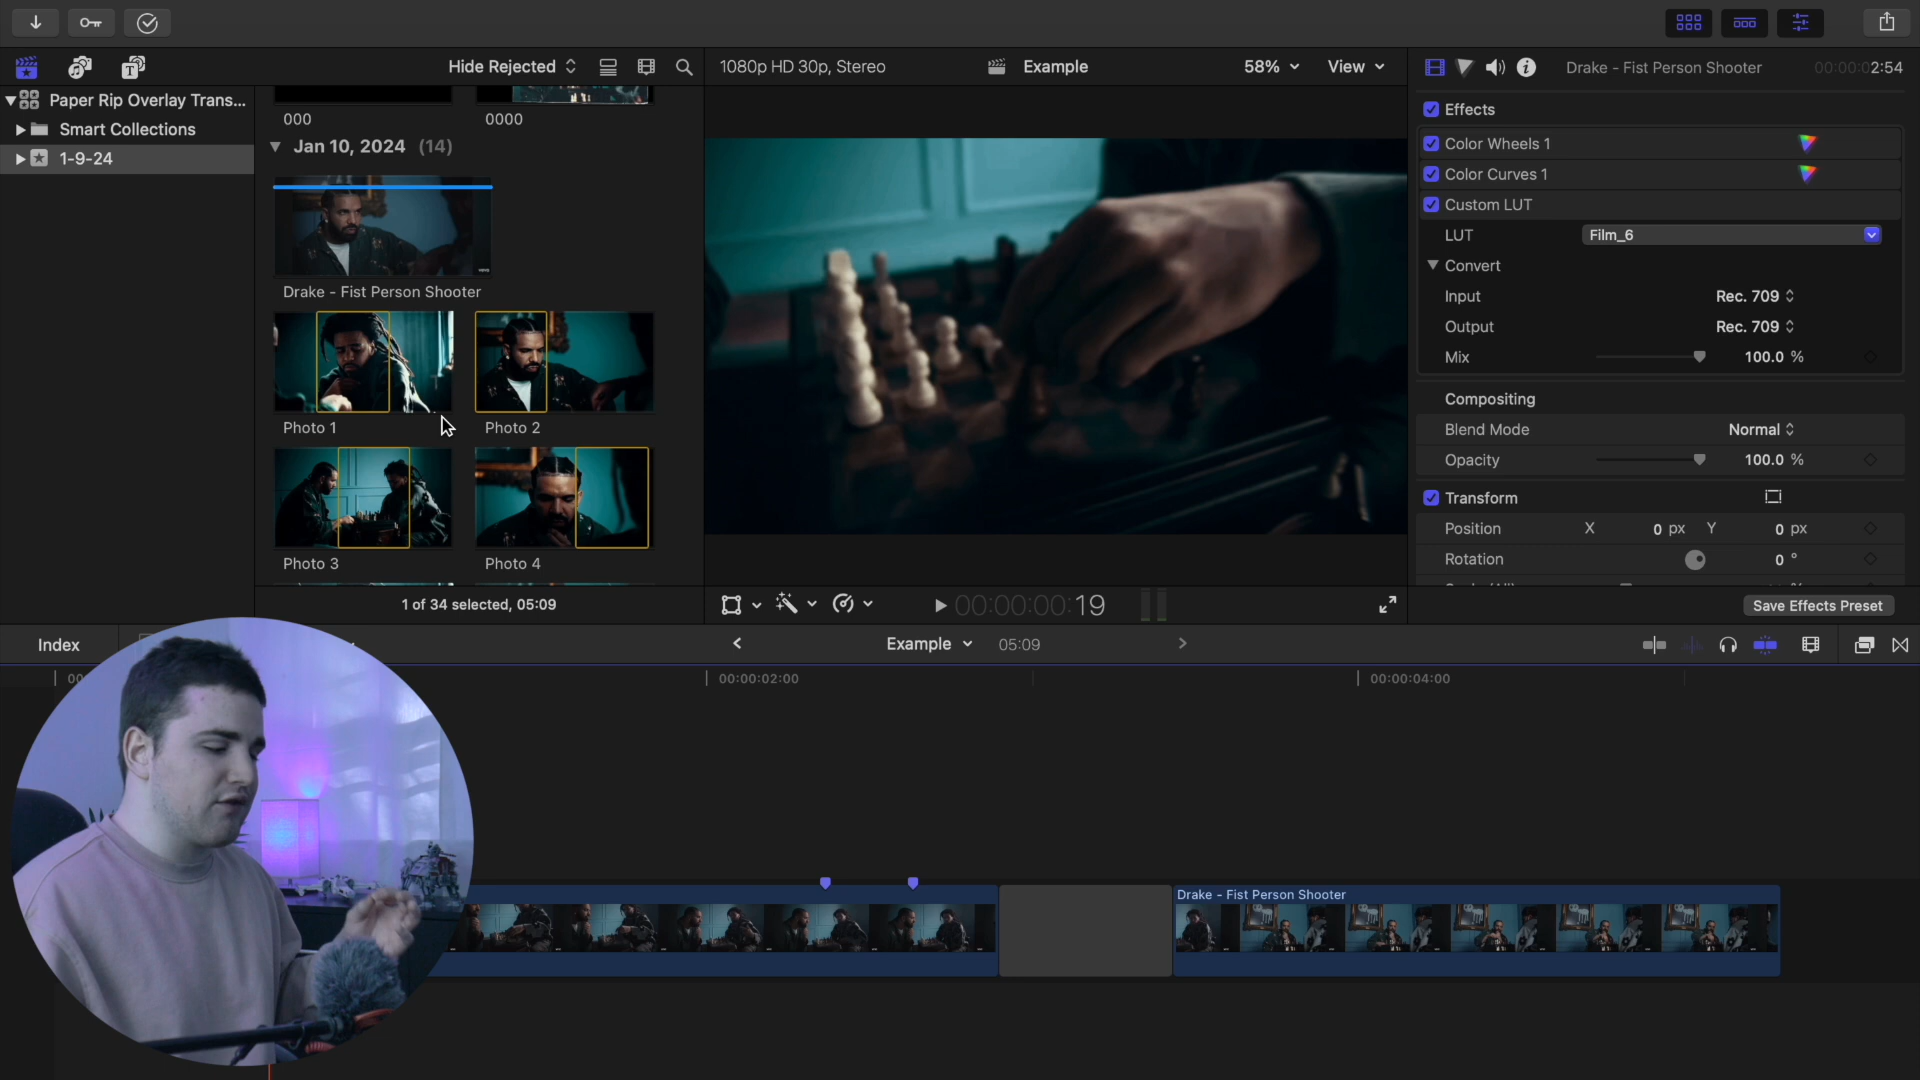 Hide Rejected
1080p HD 30p, Stereo
Example
58%
View
Drake - Fist Person Shooter
00:00:02:54
Paper Rip Overlay Trans...
Smart Collections
1-9-24
000
0000
Jan 10, 2024 (14)
Drake - Fist Person Shooter
Photo 1
Photo 2
Photo 3
Photo 4
1 of 34 selected, 05:09
00:00:00:19
Effects
Color Wheels 1
Color Curves 1
Custom LUT
LUT Film_6
Convert
Input Rec. 709
Output Rec. 709
Mix 100.0 %
Compositing
Blend Mode Normal
Opacity 100.0 %
Transform
Position X 0 px Y 0 px
Rotation 0 °
Save Effects Preset
Index
Example
05:09
00:00:02:00
00:00:04:00
Drake - Fist Person Shooter